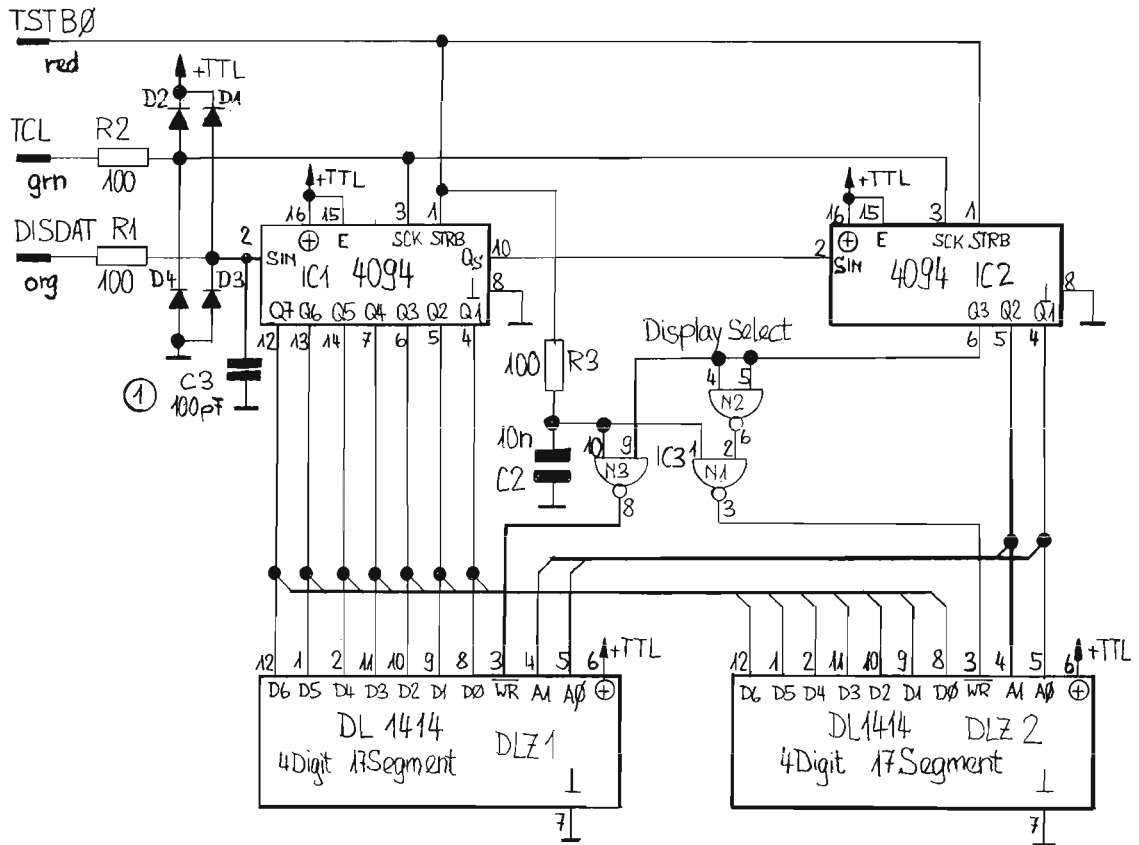 TSTBØ
red
+TTL
D2 D1
TCL R2
grn 100
DISDAT R1
org 100
D4 D3
1
C3
100pF
+TTL
16 15 3 1
2
⊕ E SCK STRB
SIN QS 10
IC1 4094
⊥ 8
Q7 Q6 Q5 Q4 Q3 Q2 Q1
12 13 14 7 6 5 4
+TTL
16 15 3 1
2
⊕ E SCK STRB
SIN 4094 IC2
⊥ 8
Q3 Q2 Q1
6 5 4
Display Select
100 R3
4 5
N2
6
10n
C2
10 9
N3
8
IC3
1 2
N1
3
12 1 2 11 10 9 8 3 4 5 6 +TTL
D6 D5 D4 D3 D2 D1 DØ W̅R̅ A1 AØ ⊕
DL 1414 DLZ1
4Digit 17Segment
⊥
7
12 1 2 11 10 9 8 3 4 5 6 +TTL
D6 D5 D4 D3 D2 D1 DØ W̅R̅ A1 AØ ⊕
DL1414 DLZ 2
4Digit 17Segment
⊥
7